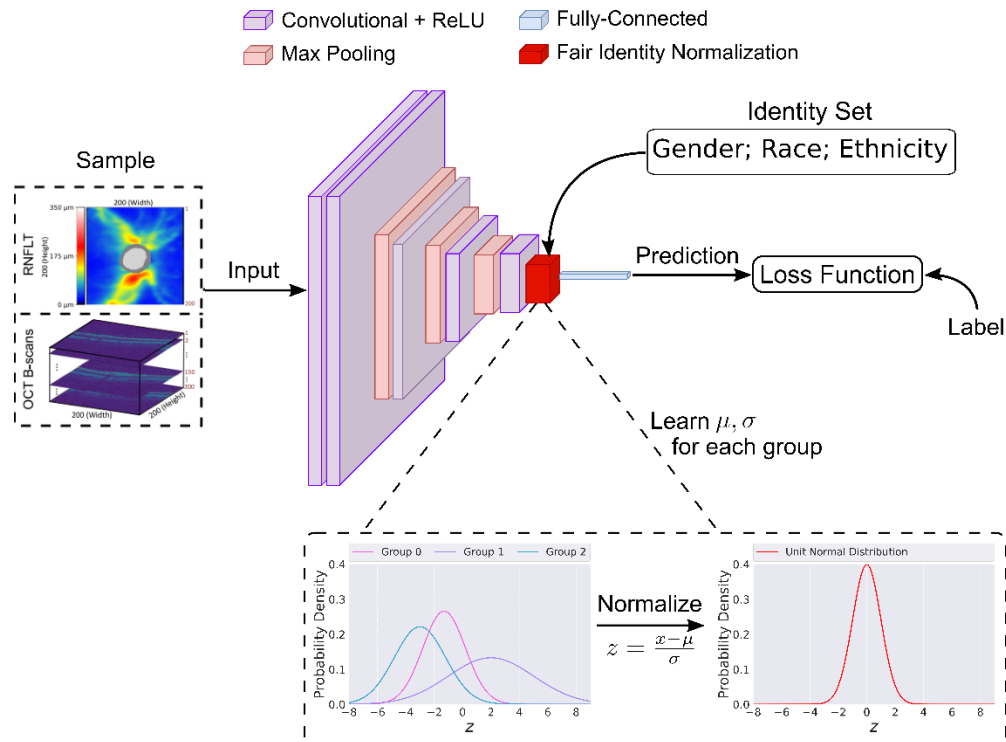 Convolutional + ReLU
Fully-Connected
Max Pooling
Fair Identity Normalization
Identity Set
Gender; Race; Ethnicity
Sample
350 μm
200 (Width)
1
RNFLT
200 (Height)
175 μm
0 μm
200
Input
Prediction
Loss Function
Label
OCT B-scans
1
2
⋮
⋮
150
⋮
⋮
200
200 (Width)
200 (Height)
Learn μ, σ
for each group
Group 0
Group 1
Group 2
Probability Density
0.4
0.3
0.2
0.1
0.0
−8 −6 −4 −2 0 2 4 6 8
z
Normalize
z = (x−μ)/σ
Unit Normal Distribution
Probability Density
0.4
0.3
0.2
0.1
0.0
−8 −6 −4 −2 0 2 4 6 8
z